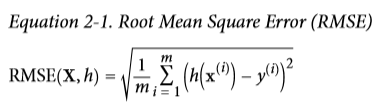 Equation 2-1. Root Mean Square Error (RMSE)
RMSE(X, h) = √(1/m ∑_{i = 1}^{m} (h(x^(i)) − y^(i))²)